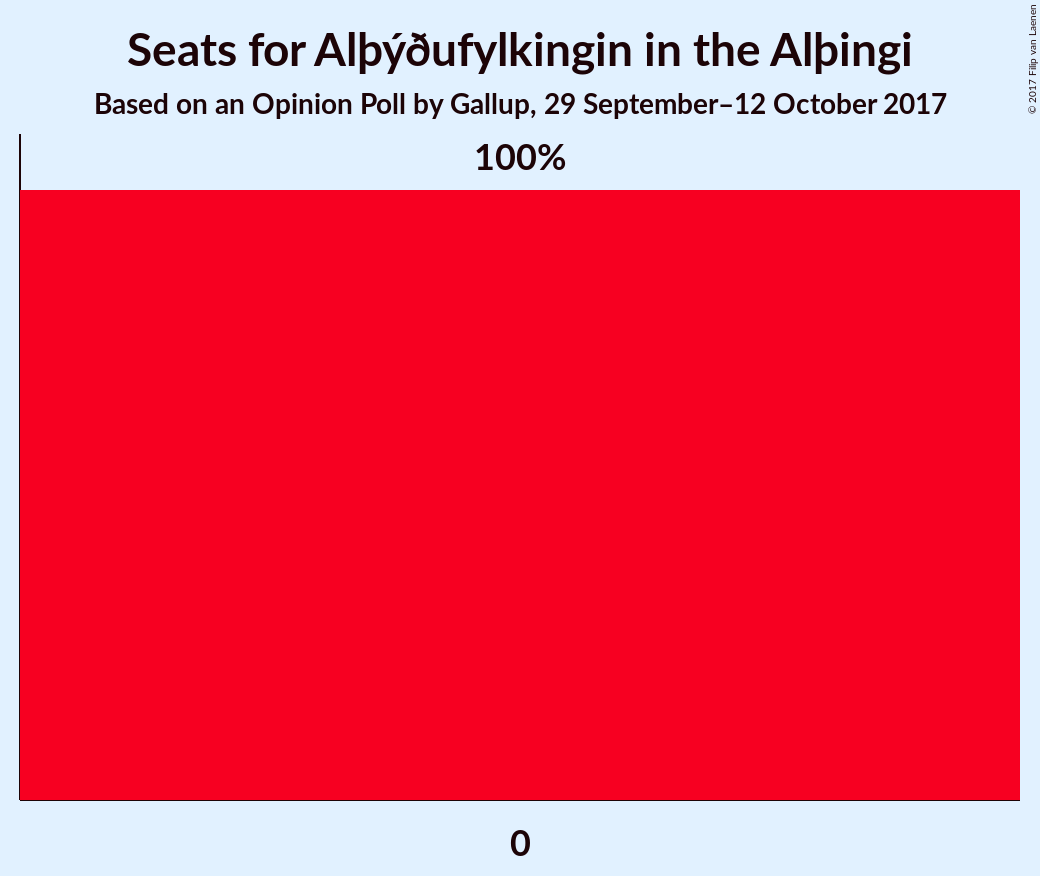 Seats for Alþýðufylkingin in the Alþingi
Based on an Opinion Poll by Gallup, 29 September–12 October 2017
100%
0
© 2017 Filip van Laenen